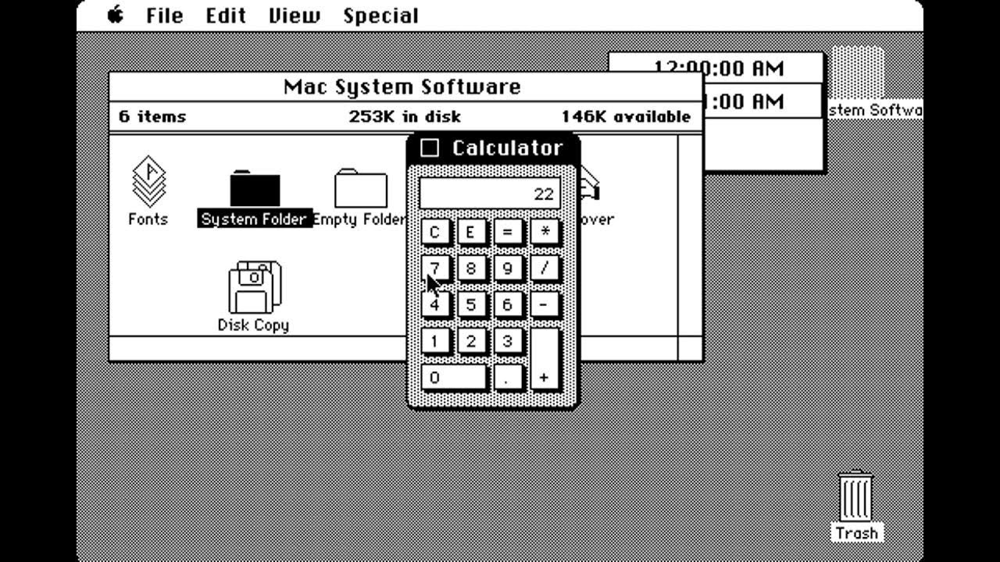 File Edit View Special
12:00:00 AM
Mac System Software
1:00 AM
stem Softwa
6 items 253K in disk 146K available
Calculator
22
Fonts System Folder Empty Folder over
C E = *
7 8 9 /
4 5 6 -
Disk Copy
1 2 3
0 . +
Trash